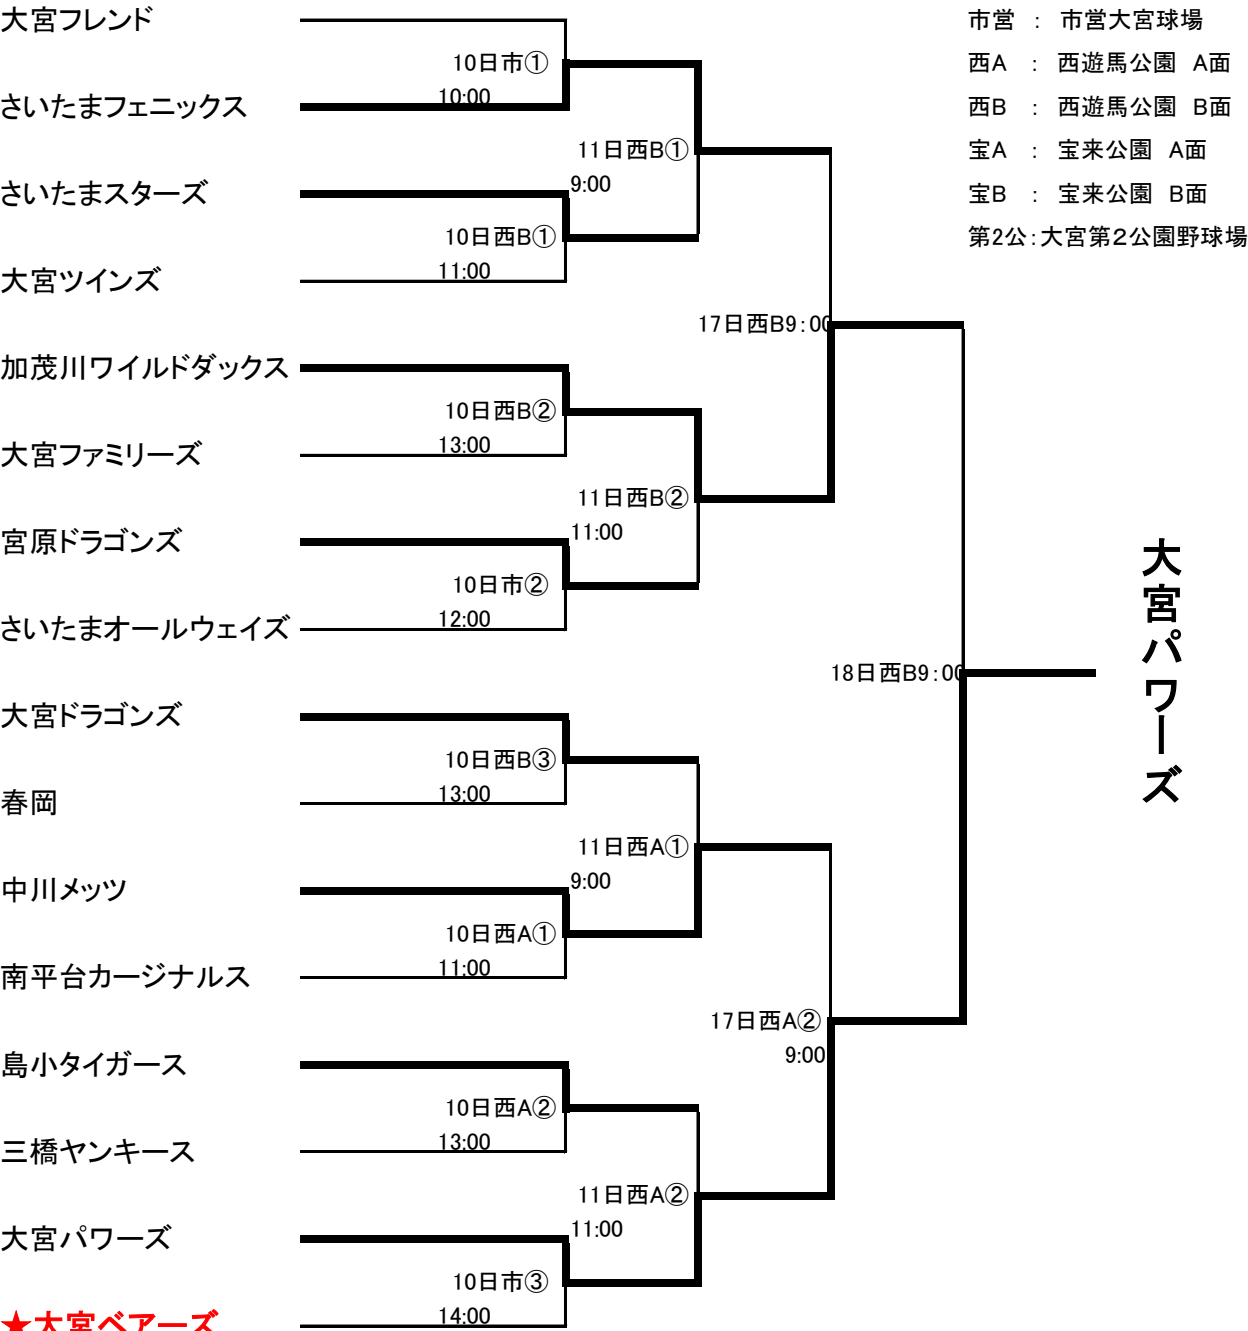 大宮フレンド
10日市①
10:00
さいたまフェニックス
11日西B①
9:00
さいたまスターズ
10日西B①
11:00
大宮ツインズ
17日西B9:00
加茂川ワイルドダックス
10日西B②
13:00
大宮ファミリーズ
11日西B②
11:00
宮原ドラゴンズ
10日市②
12:00
さいたまオールウェイズ
18日西B9:00
大宮ドラゴンズ
10日西B③
13:00
春岡
11日西A①
9:00
中川メッツ
10日西A①
11:00
南平台カージナルス
17日西A②
9:00
島小タイガース
10日西A②
13:00
三橋ヤンキース
11日西A②
11:00
大宮パワーズ
10日市③
14:00
★大宮ベアーズ
市営 : 市営大宮球場
西A : 西遊馬公園 A面
西B : 西遊馬公園 B面
宝A : 宝来公園 A面
宝B : 宝来公園 B面
第2公:大宮第2公園野球場
大宮パワーズ